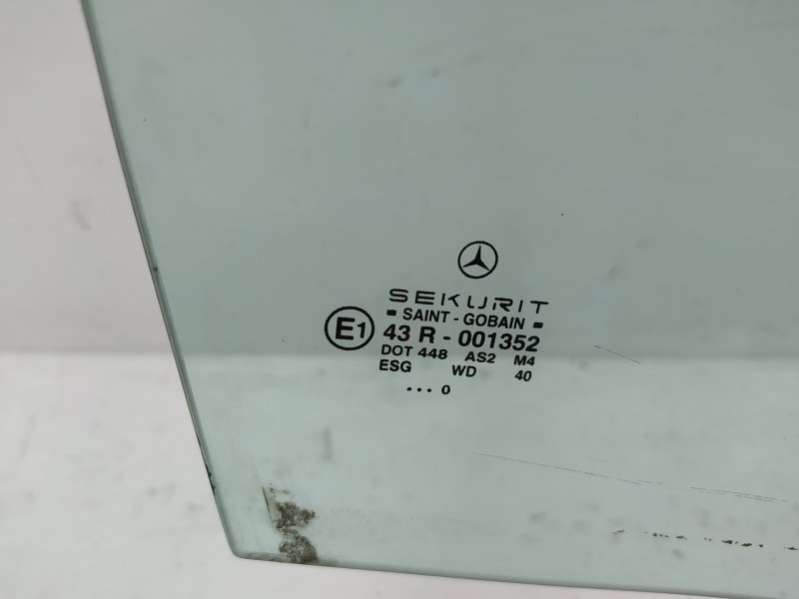 SEKURIT
SAINT - GOBAIN
E1
43 R - 001352
DOT 448 AS2 M4
ESG WD 40
... 0